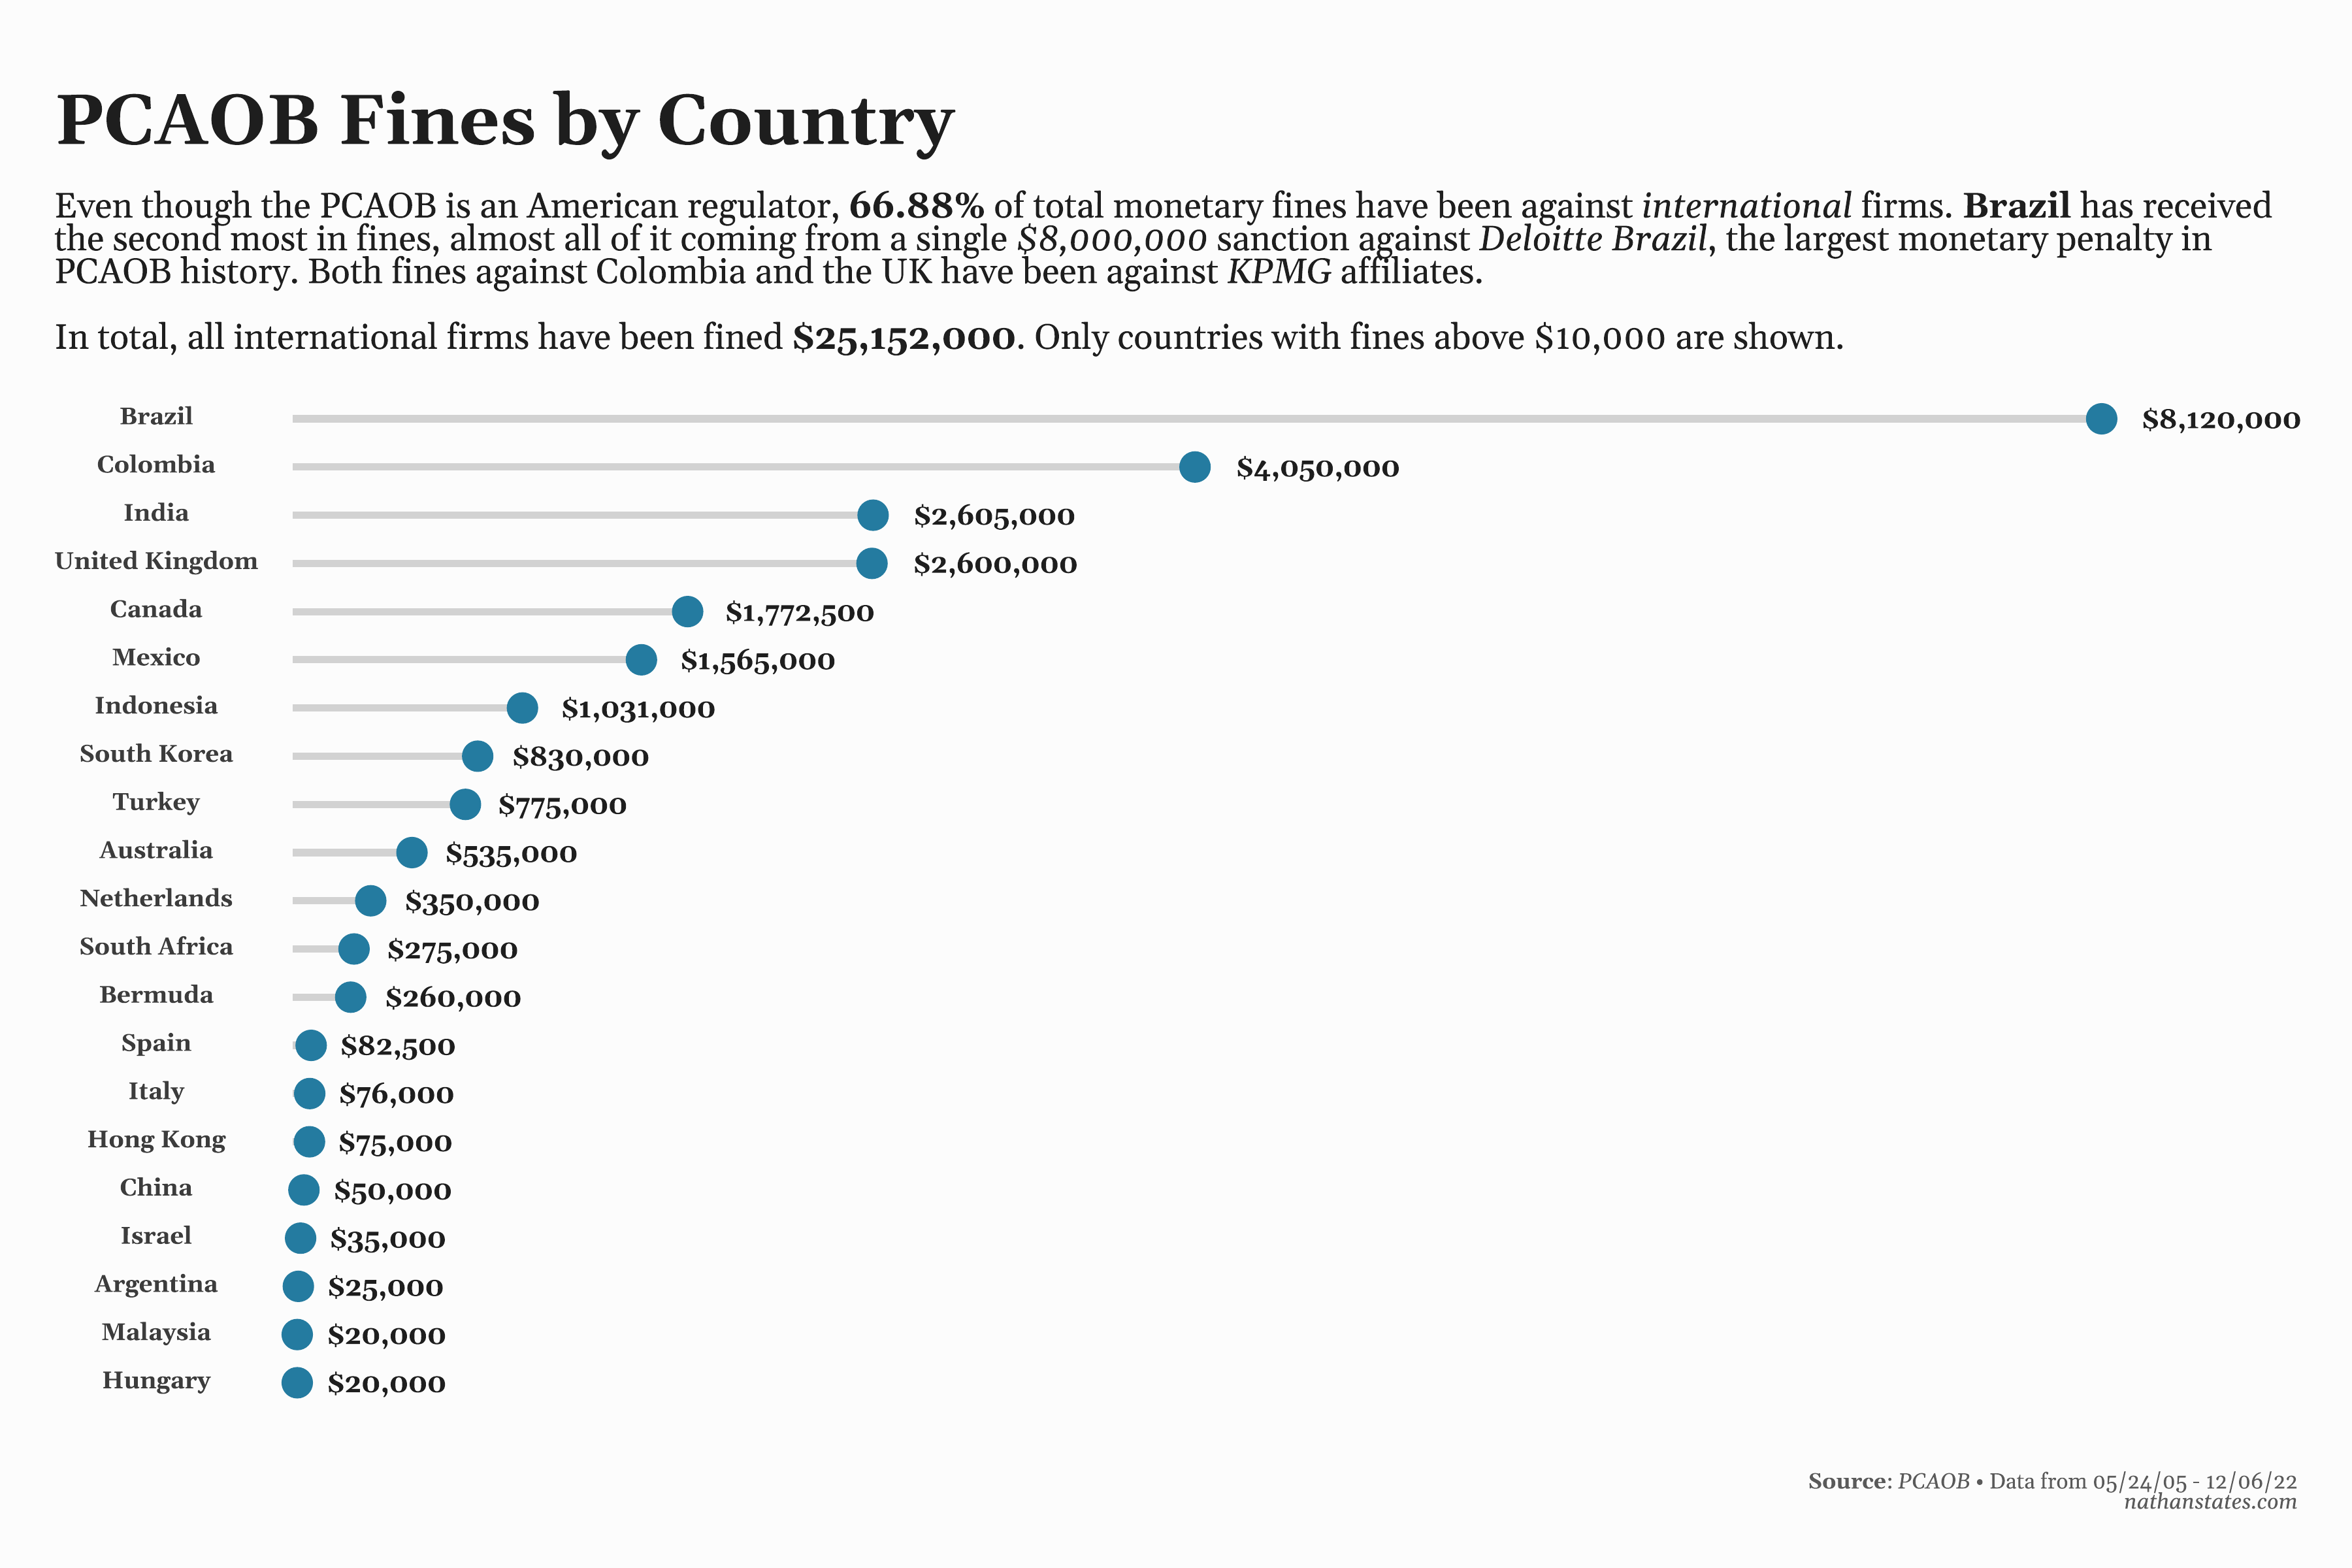 PCAOB Fines by Country
Even though the PCAOB is an American regulator, 66.88% of total monetary fines have been against international firms. Brazil has received
the second most in fines, almost all of it coming from a single $8,000,000 sanction against Deloitte Brazil, the largest monetary penalty in
PCAOB history. Both fines against Colombia and the UK have been against KPMG affiliates.
In total, all international firms have been fined $25,152,000. Only countries with fines above $10,000 are shown.
Brazil $8,120,000
Colombia $4,050,000
India $2,605,000
United Kingdom $2,600,000
Canada $1,772,500
Mexico $1,565,000
Indonesia $1,031,000
South Korea $830,000
Turkey $775,000
Australia $535,000
Netherlands $350,000
South Africa $275,000
Bermuda $260,000
Spain $82,500
Italy $76,000
Hong Kong $75,000
China $50,000
Israel $35,000
Argentina $25,000
Malaysia $20,000
Hungary $20,000
Source: PCAOB • Data from 05/24/05 - 12/06/22
nathanstates.com